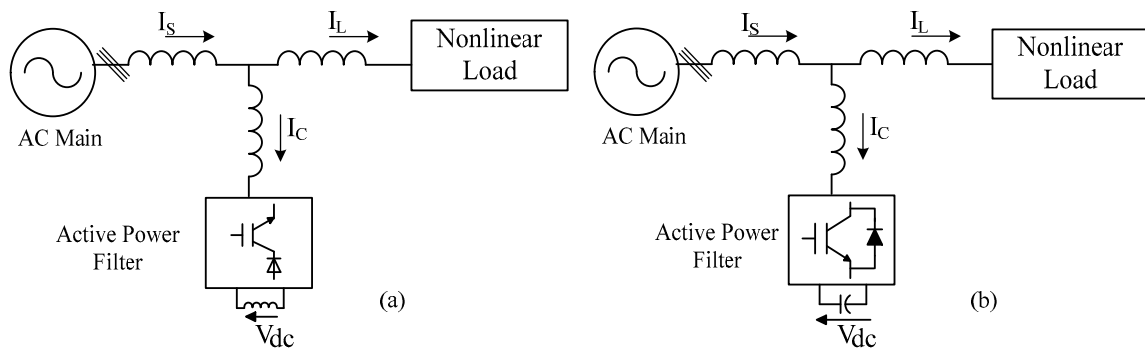 I_S
I_L
Nonlinear
Load
AC Main
I_C
Active Power
Filter
V_dc
(a)
I_S
I_L
Nonlinear
Load
AC Main
I_C
Active Power
Filter
V_dc
(b)